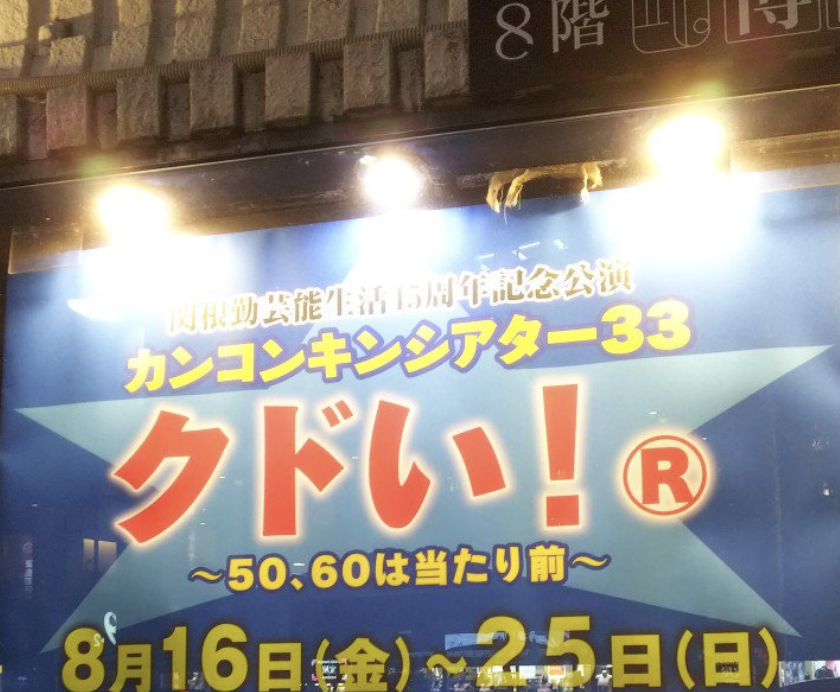 8階
関根勤芸能生活45周年記念公演
カンコンキンシアター33
クドい!®
~50、60は当たり前~
8月16日(金)~25日(日)